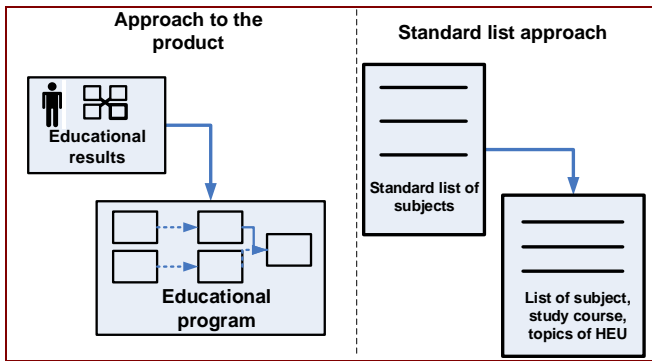 Approach to the
product
Educational
results
Educational
program
Standard list approach
Standard list of
subjects
List of subject,
study course,
topics of HEU